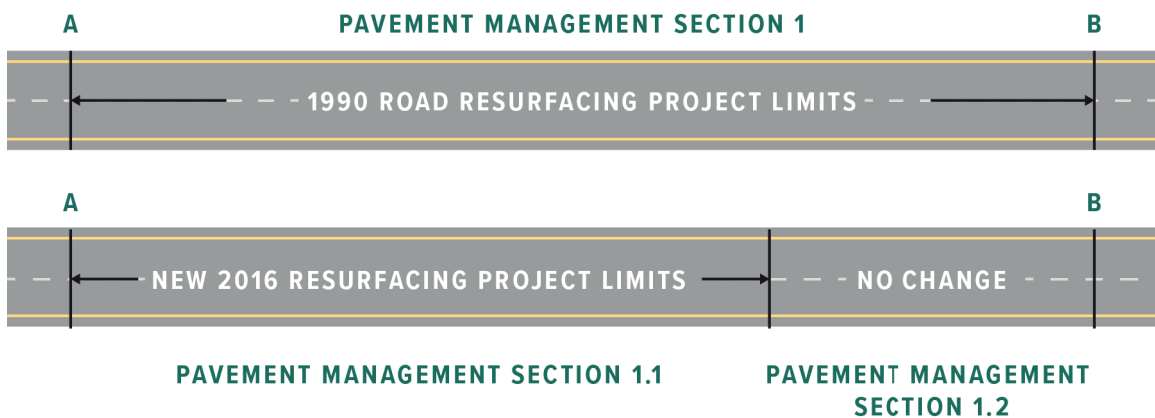 A PAVEMENT MANAGEMENT SECTION 1 B
1990 ROAD RESURFACING PROJECT LIMITS
A B
NEW 2016 RESURFACING PROJECT LIMITS NO CHANGE
PAVEMENT MANAGEMENT SECTION 1.1
PAVEMENT MANAGEMENT
SECTION 1.2